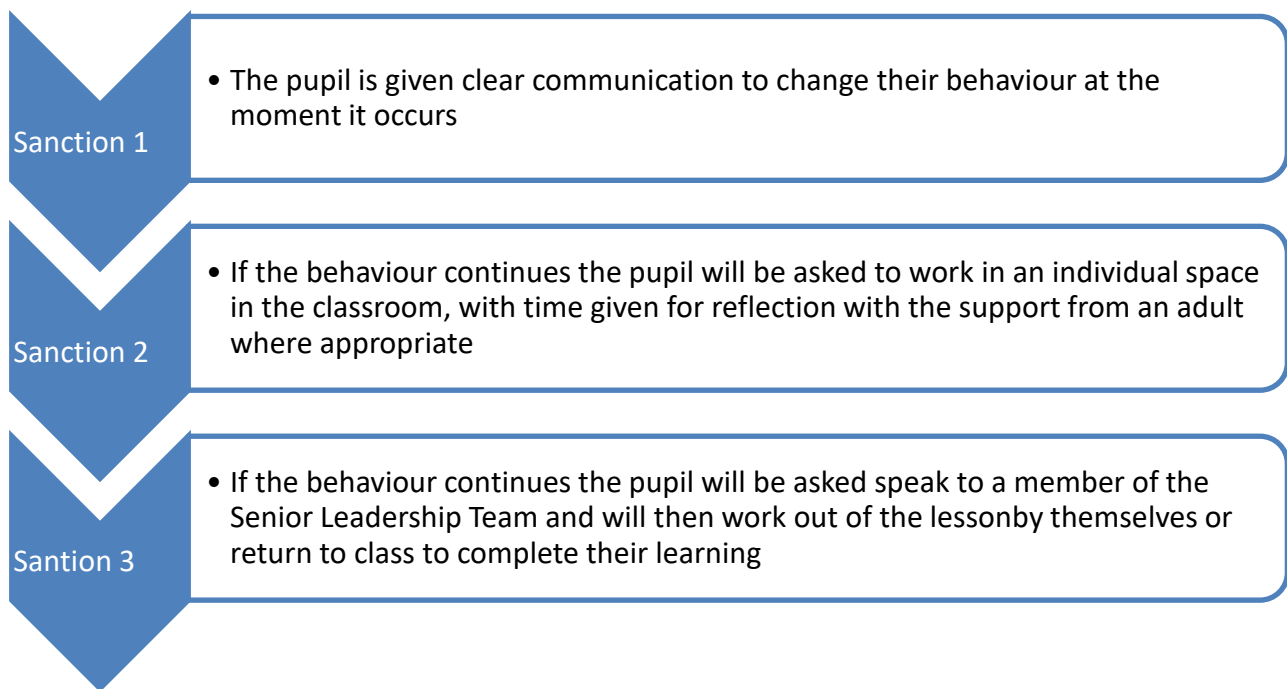 Sanction 1
• The pupil is given clear communication to change their behaviour at the
moment it occurs
Sanction 2
• If the behaviour continues the pupil will be asked to work in an individual space
in the classroom, with time given for reflection with the support from an adult
where appropriate
Santion 3
• If the behaviour continues the pupil will be asked speak to a member of the
Senior Leadership Team and will then work out of the lessonby themselves or
return to class to complete their learning